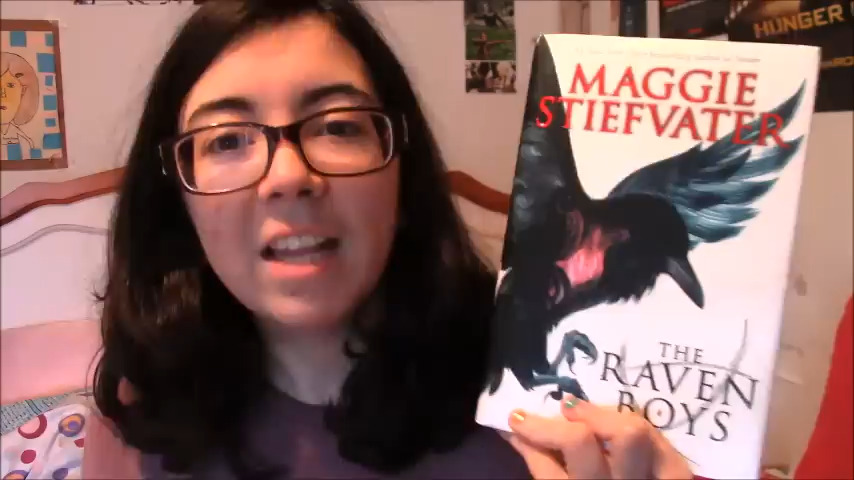 HUNGER
MAGGIE
STIEFVATER
THE
RAVEN
BOYS